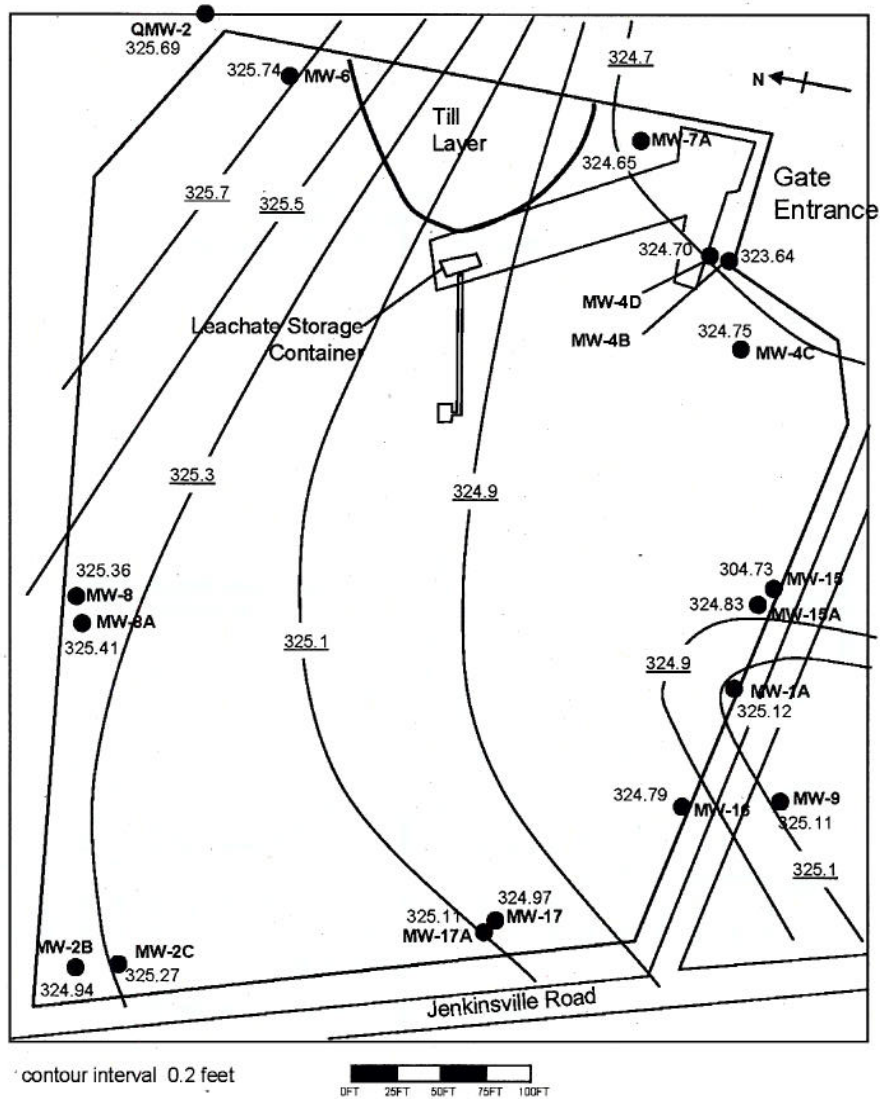 QMW-2
325.69
325.74 MW-6
324.7
N
Till
Layer
MW-7A
324.65
Gate
Entrance
325.7
325.5
324.70
323.64
MW-4D
MW-4B
324.75
MW-4C
Leachate Storage
Container
325.3
324.9
325.36
MW-8
MW-8A
325.41
304.73
MW-15
324.83
MW-15A
325.1
324.9
MW-1A
325.12
324.79
MW-16
MW-9
325.11
325.1
324.97
325.11
MW-17
MW-17A
MW-2B
MW-2C
325.27
324.94
Jenkinsville Road
contour interval 0.2 feet
0FT 25FT 50FT 75FT 100FT